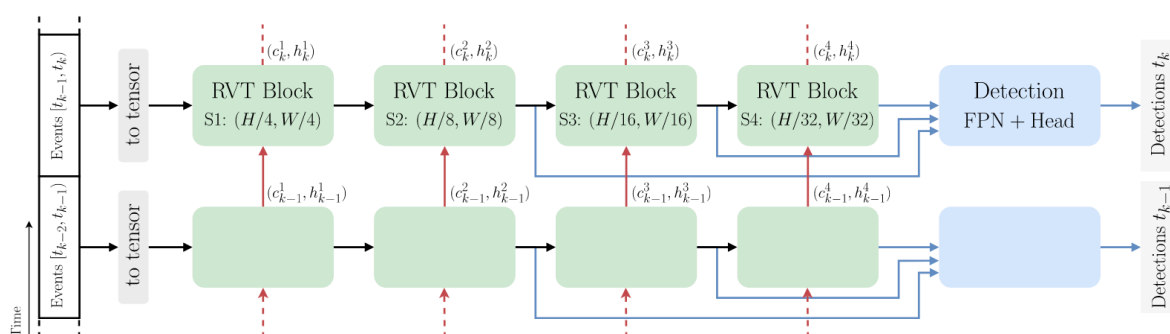 Events [t_{k-1}, t_k)
to tensor
(c_k^1, h_k^1)
RVT Block
S1: (H/4, W/4)
(c_k^2, h_k^2)
RVT Block
S2: (H/8, W/8)
(c_k^3, h_k^3)
RVT Block
S3: (H/16, W/16)
(c_k^4, h_k^4)
RVT Block
S4: (H/32, W/32)
Detection
FPN + Head
Detections t_k
Time
Events [t_{k-2}, t_{k-1})
to tensor
(c_{k-1}^1, h_{k-1}^1)
(c_{k-1}^2, h_{k-1}^2)
(c_{k-1}^3, h_{k-1}^3)
(c_{k-1}^4, h_{k-1}^4)
Detections t_{k-1}